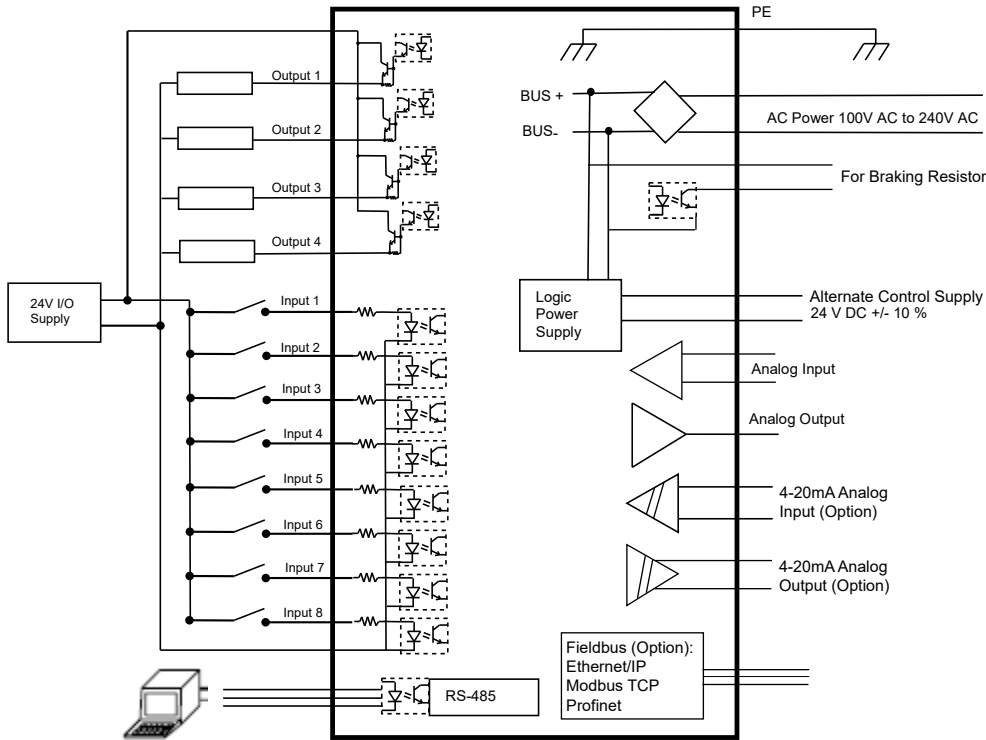 PE
Output 1
BUS +
AC Power 100V AC to 240V AC
BUS-
Output 2
For Braking Resistor
Output 3
Output 4
24V I/O
Supply
Input 1
Logic
Power
Supply
Alternate Control Supply
24 V DC +/- 10 %
Input 2
Analog Input
Input 3
Analog Output
Input 4
Input 5
4-20mA Analog
Input (Option)
Input 6
Input 7
4-20mA Analog
Output (Option)
Input 8
Fieldbus (Option):
Ethernet/IP
Modbus TCP
Profinet
RS-485